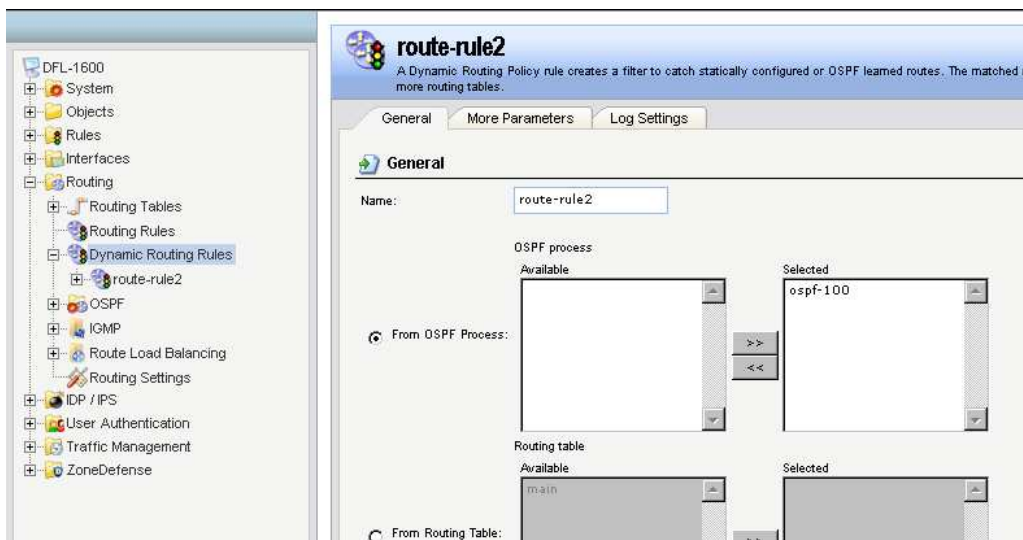 DFL-1600
System
Objects
Rules
Interfaces
Routing
Routing Tables
Routing Rules
Dynamic Routing Rules
route-rule2
OSPF
IGMP
Route Load Balancing
Routing Settings
IDP / IPS
User Authentication
Traffic Management
ZoneDefense
route-rule2
A Dynamic Routing Policy rule creates a filter to catch statically configured or OSPF learned routes. The matched
more routing tables.
General More Parameters Log Settings
General
Name: route-rule2
OSPF process
Available Selected
ospf-100
From OSPF Process:
>>
<<
Routing table
Available Selected
main
From Routing Table:
>>